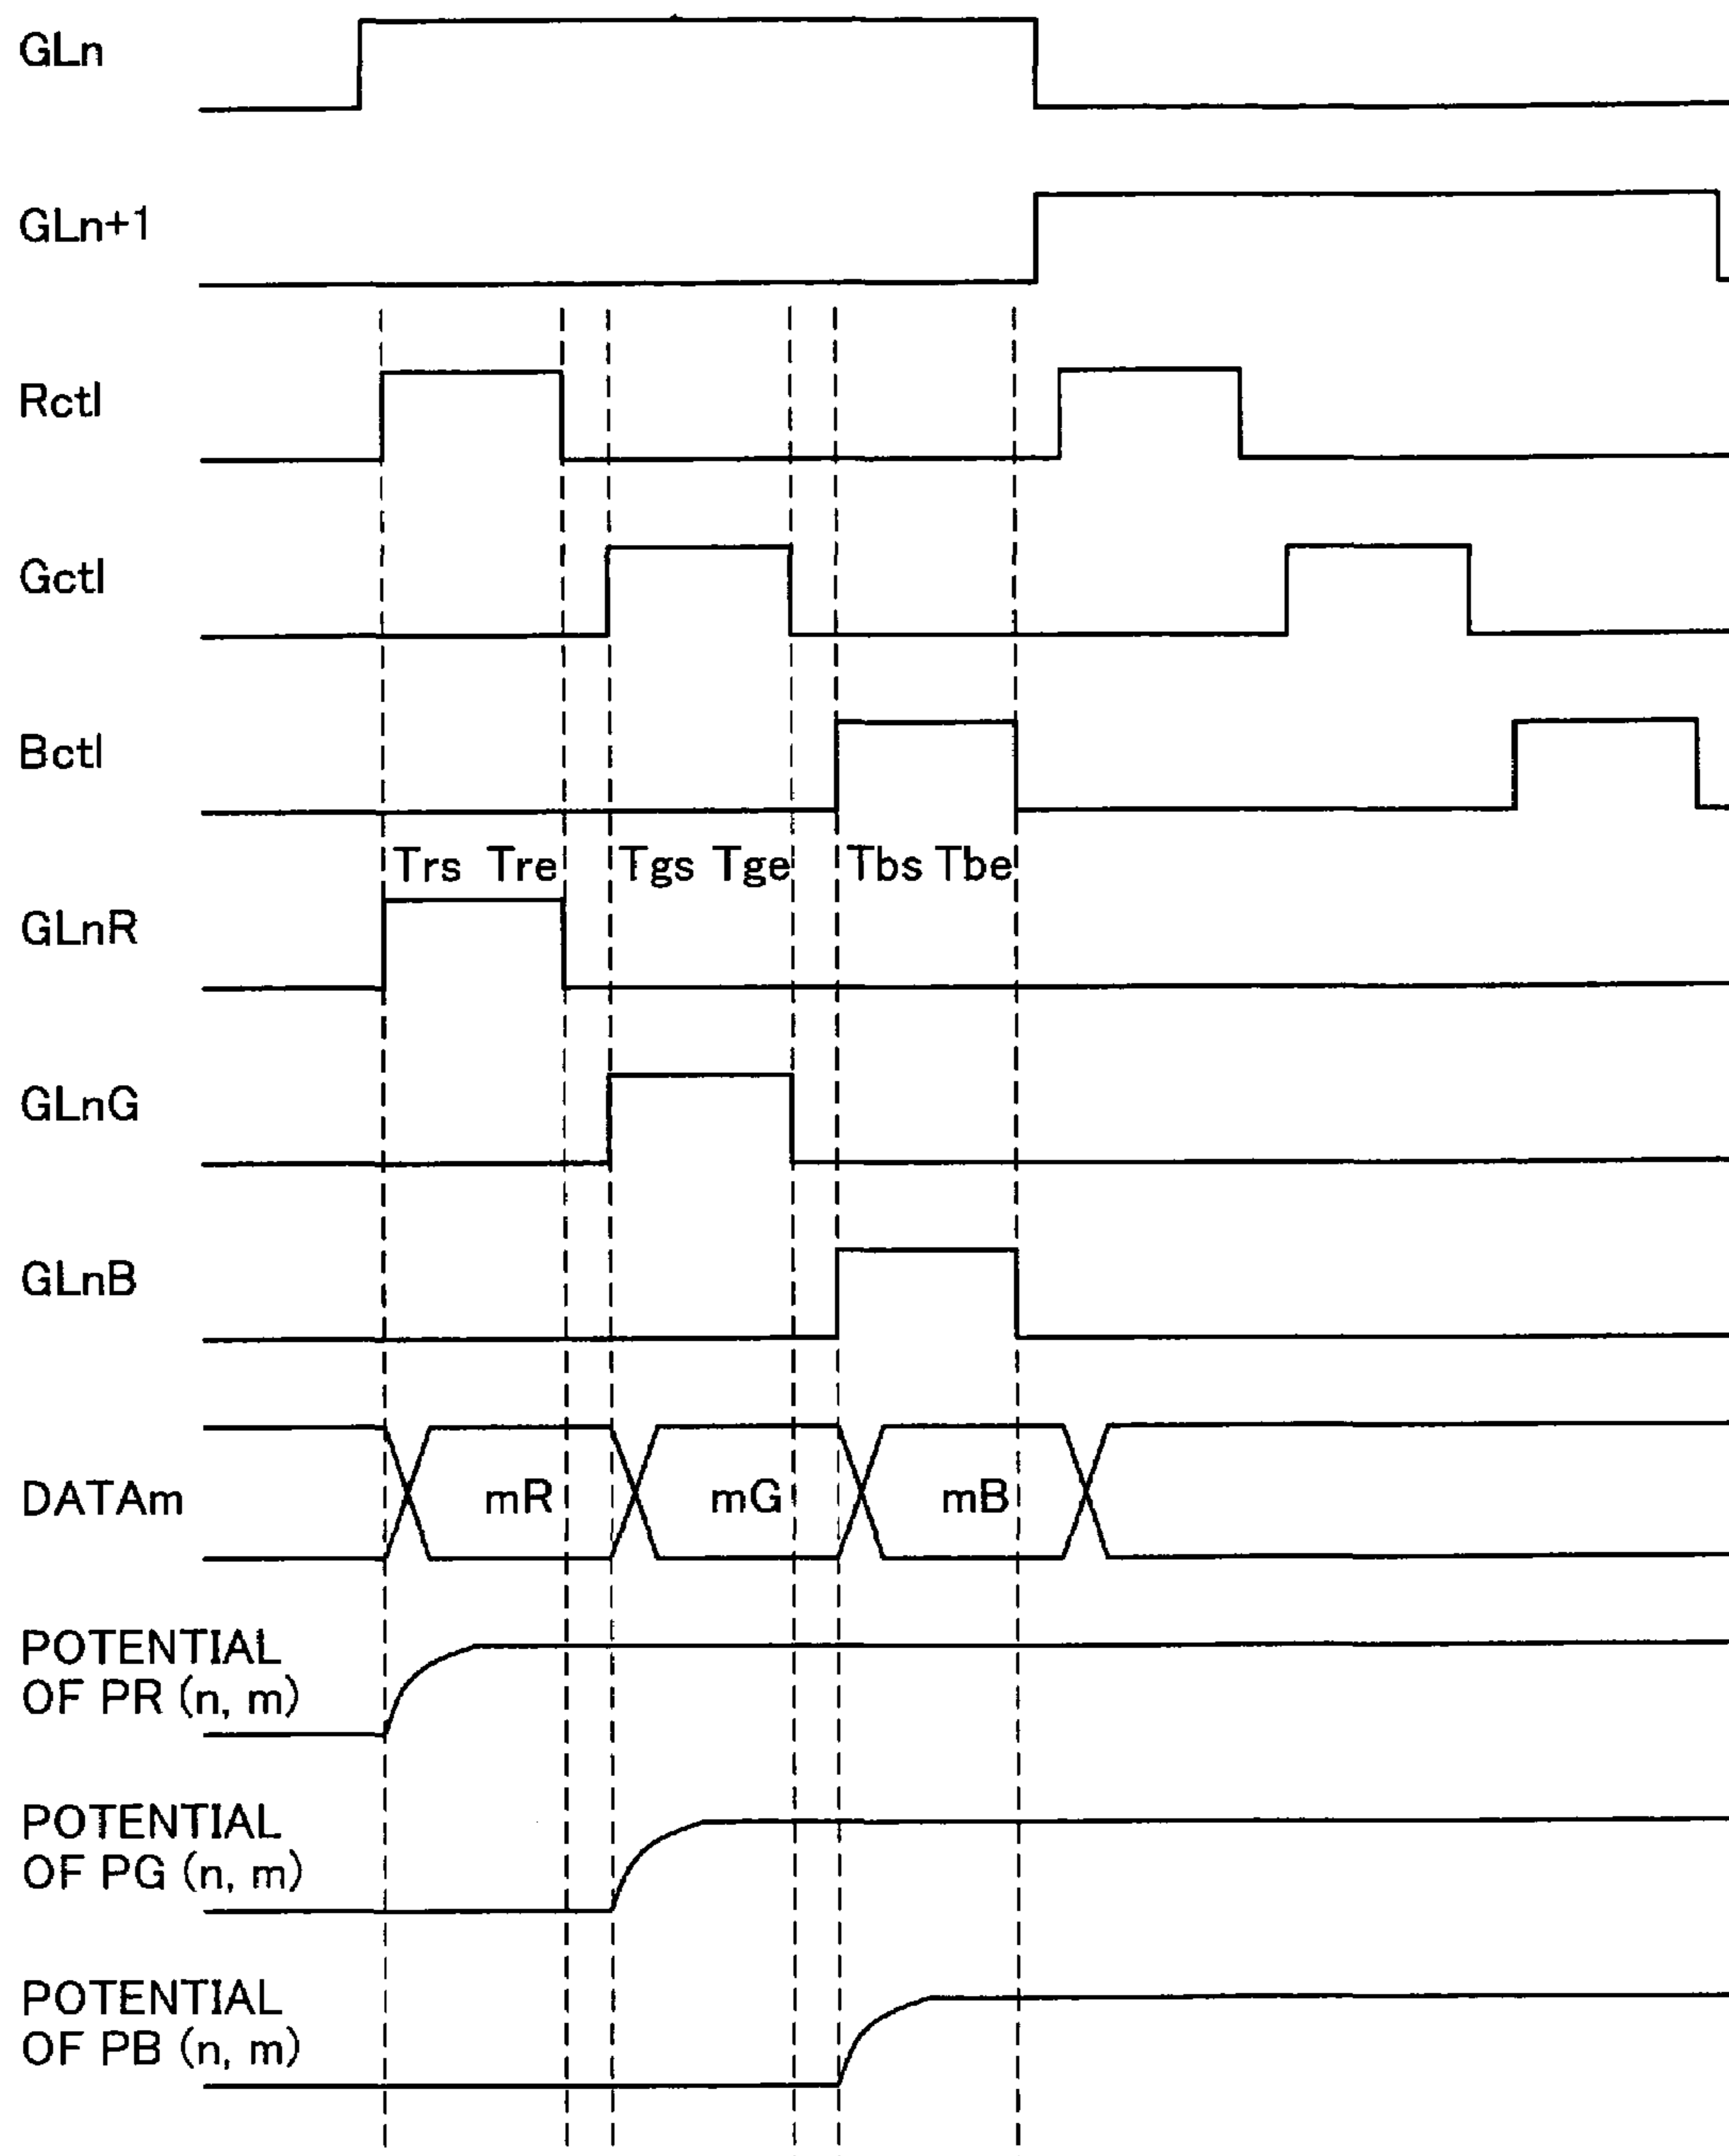 GLn
GLn+1
Rctl
Gctl
Bctl
Trs Tre Tgs Tge Tbs Tbe
GLnR
GLnG
GLnB
DATAm mR mG mB
POTENTIAL
OF PR (n, m)
POTENTIAL
OF PG (n, m)
POTENTIAL
OF PB (n, m)